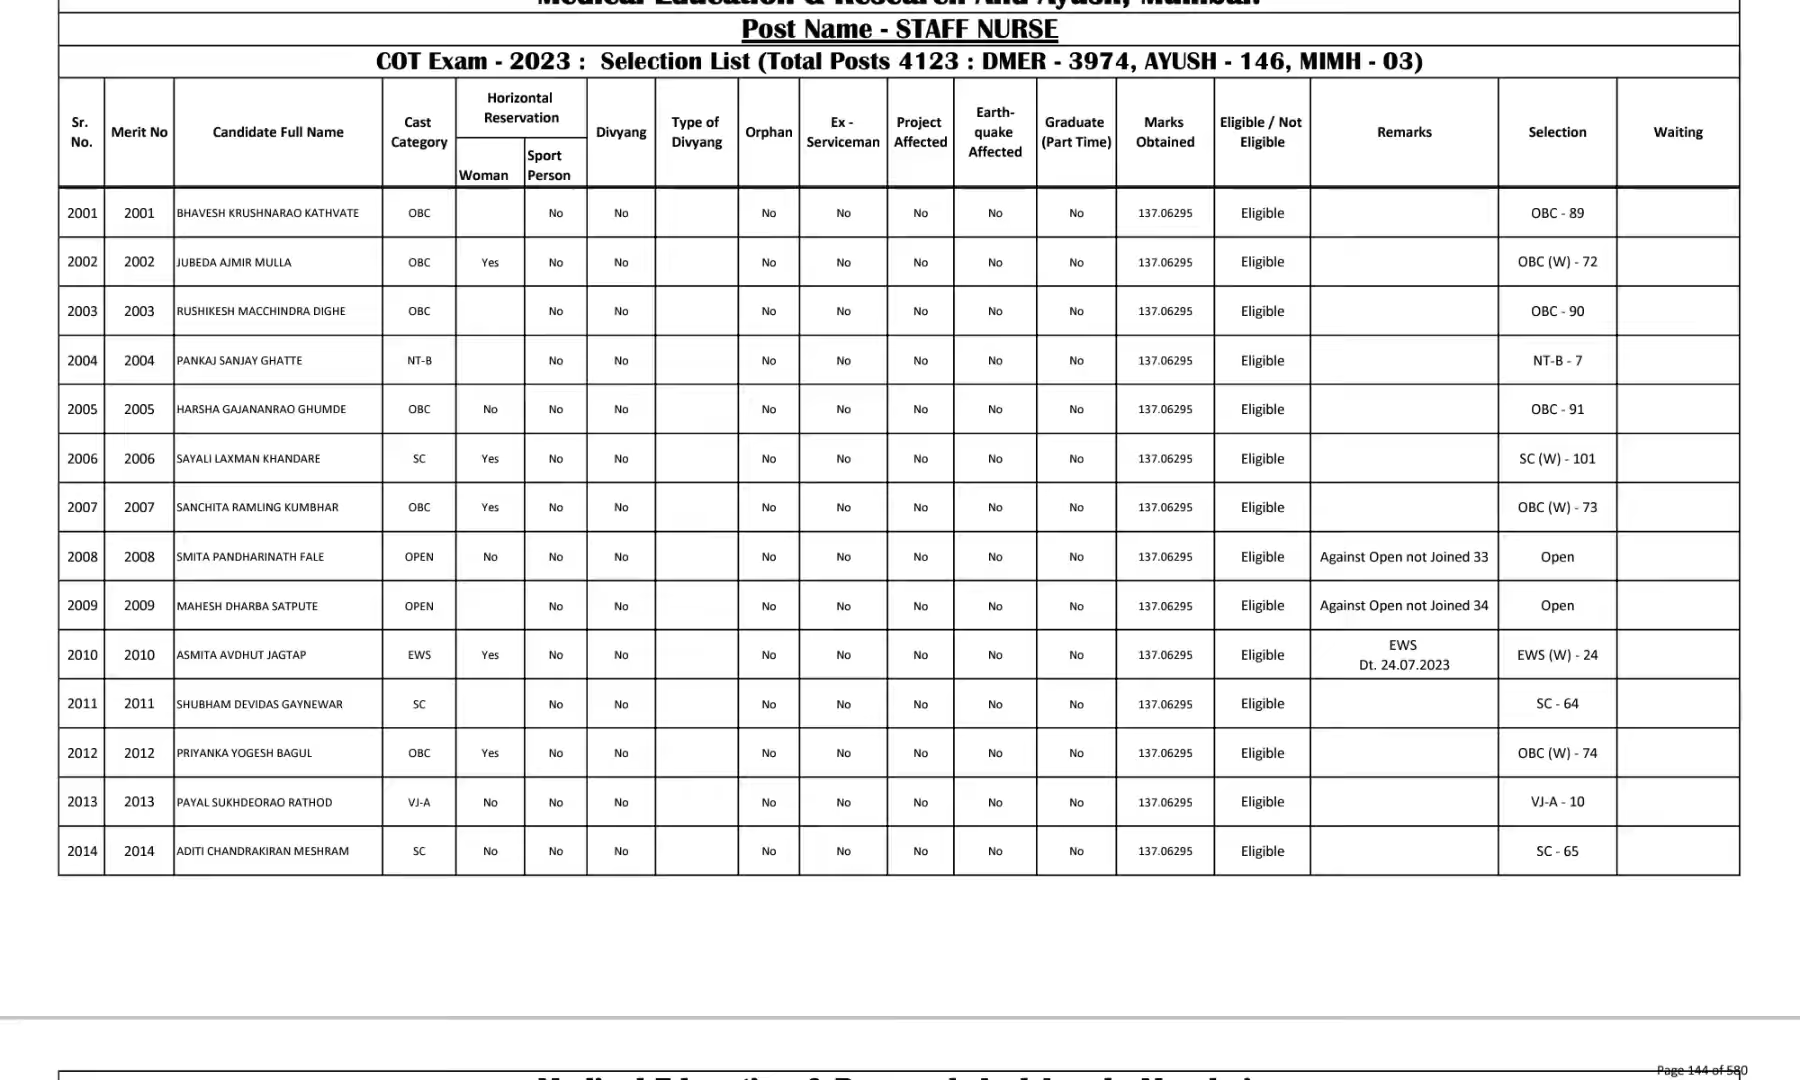 Medical Education & Research And Ayush, Mumbai.
Post Name - STAFF NURSE
COT Exam - 2023 : Selection List (Total Posts 4123 : DMER - 3974, AYUSH - 146, MIMH - 03)
Sr. No. Merit No Candidate Full Name Cast Category Horizontal Reservation Woman Sport Person Divyang Type of Divyang Orphan Ex - Serviceman Project Affected Earth-quake Affected Graduate (Part Time) Marks Obtained Eligible / Not Eligible Remarks Selection Waiting
2001 2001 BHAVESH KRUSHNARAO KATHVATE OBC No No No No No No No 137.06295 Eligible OBC - 89
2002 2002 JUBEDA AJMIR MULLA OBC Yes No No No No No No No 137.06295 Eligible OBC (W) - 72
2003 2003 RUSHIKESH MACCHINDRA DIGHE OBC No No No No No No No 137.06295 Eligible OBC - 90
2004 2004 PANKAJ SANJAY GHATTE NT-B No No No No No No No 137.06295 Eligible NT-B - 7
2005 2005 HARSHA GAJANANRAO GHUMDE OBC No No No No No No No No 137.06295 Eligible OBC - 91
2006 2006 SAYALI LAXMAN KHANDARE SC Yes No No No No No No No 137.06295 Eligible SC (W) - 101
2007 2007 SANCHITA RAMLING KUMBHAR OBC Yes No No No No No No No 137.06295 Eligible OBC (W) - 73
2008 2008 SMITA PANDHARINATH FALE OPEN No No No No No No No No 137.06295 Eligible Against Open not Joined 33 Open
2009 2009 MAHESH DHARBA SATPUTE OPEN No No No No No No No 137.06295 Eligible Against Open not Joined 34 Open
2010 2010 ASMITA AVDHUT JAGTAP EWS Yes No No No No No No No 137.06295 Eligible EWS Dt. 24.07.2023 EWS (W) - 24
2011 2011 SHUBHAM DEVIDAS GAYNEWAR SC No No No No No No No 137.06295 Eligible SC - 64
2012 2012 PRIYANKA YOGESH BAGUL OBC Yes No No No No No No No 137.06295 Eligible OBC (W) - 74
2013 2013 PAYAL SUKHDEORAO RATHOD VJ-A No No No No No No No No 137.06295 Eligible VJ-A - 10
2014 2014 ADITI CHANDRAKIRAN MESHRAM SC No No No No No No No No 137.06295 Eligible SC - 65
Page 144 of 580